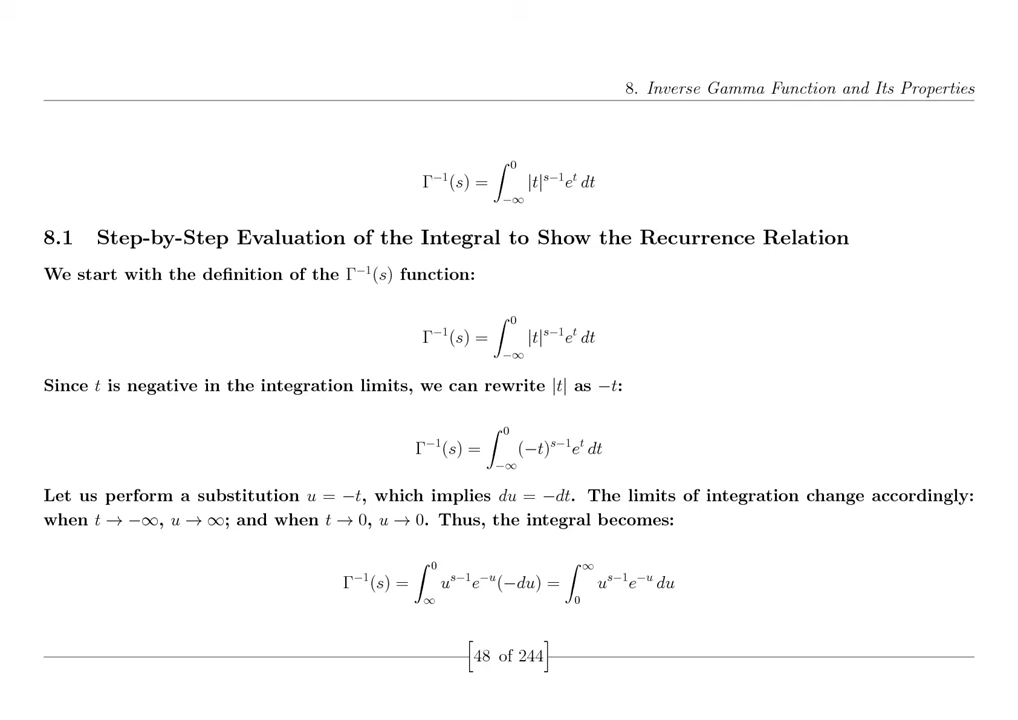 8. Inverse Gamma Function and Its Properties
Γ⁻¹(s) = ∫_{−∞}^{0} |t|^{s−1} e^t dt
8.1 Step-by-Step Evaluation of the Integral to Show the Recurrence Relation
We start with the definition of the Γ⁻¹(s) function:
Γ⁻¹(s) = ∫_{−∞}^{0} |t|^{s−1} e^t dt
Since t is negative in the integration limits, we can rewrite |t| as −t:
Γ⁻¹(s) = ∫_{−∞}^{0} (−t)^{s−1} e^t dt
Let us perform a substitution u = −t, which implies du = −dt. The limits of integration change accordingly:
when t → −∞, u → ∞; and when t → 0, u → 0. Thus, the integral becomes:
Γ⁻¹(s) = ∫_{∞}^{0} u^{s−1} e^{−u} (−du) = ∫_{0}^{∞} u^{s−1} e^{−u} du
[48 of 244]